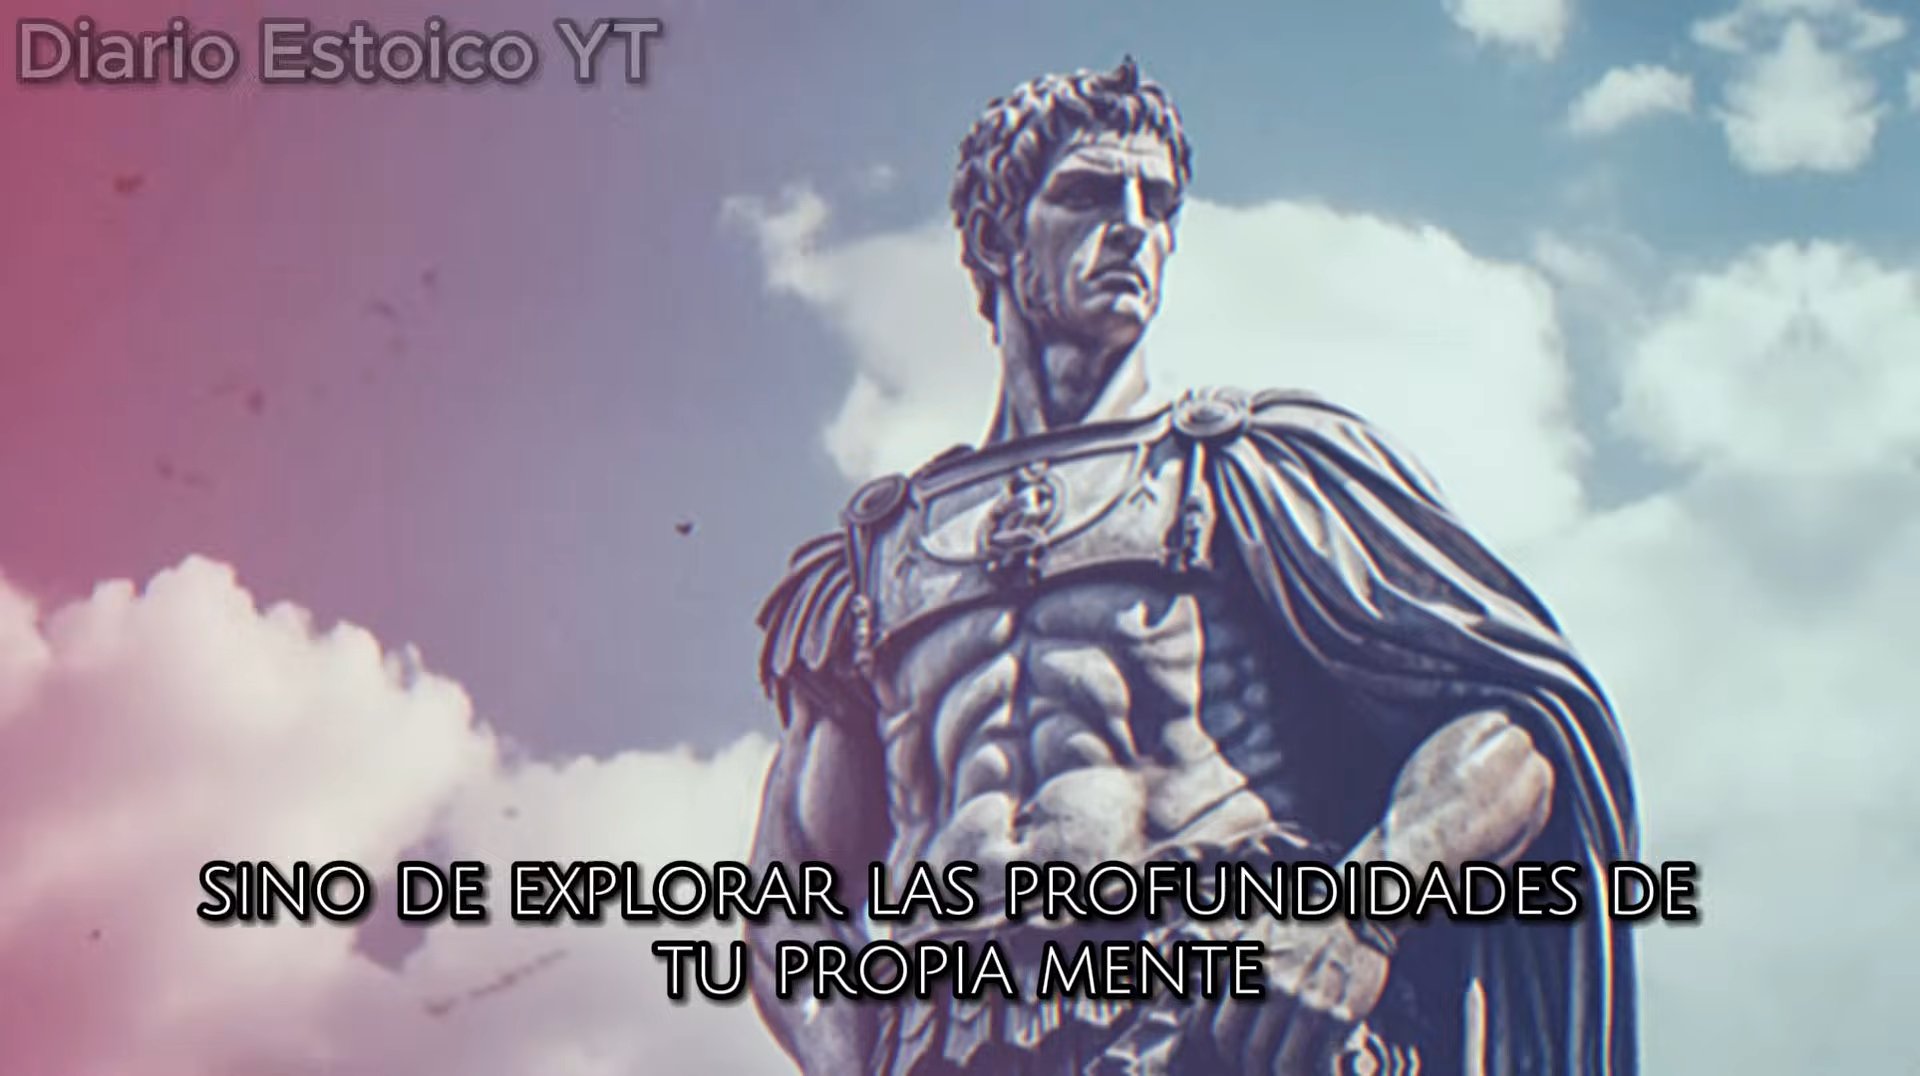 Diario Estoico YT
SINO DE EXPLORAR LAS PROFUNDIDADES DE
TU PROPIA MENTE